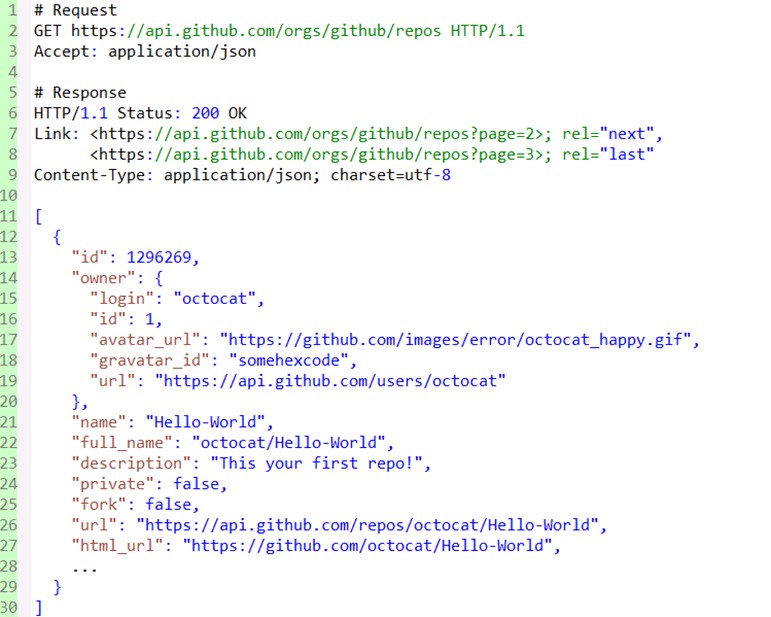 1 # Request
2 GET https://api.github.com/orgs/github/repos HTTP/1.1
3 Accept: application/json
4
5 # Response
6 HTTP/1.1 Status: 200 OK
7 Link: <https://api.github.com/orgs/github/repos?page=2>; rel="next",
8       <https://api.github.com/orgs/github/repos?page=3>; rel="last"
9 Content-Type: application/json; charset=utf-8
10
11 [
12   {
13     "id": 1296269,
14     "owner": {
15       "login": "octocat",
16       "id": 1,
17       "avatar_url": "https://github.com/images/error/octocat_happy.gif",
18       "gravatar_id": "somehexcode",
19       "url": "https://api.github.com/users/octocat"
20     },
21     "name": "Hello-World",
22     "full_name": "octocat/Hello-World",
23     "description": "This your first repo!",
24     "private": false,
25     "fork": false,
26     "url": "https://api.github.com/repos/octocat/Hello-World",
27     "html_url": "https://github.com/octocat/Hello-World",
28     ...
29   }
30 ]